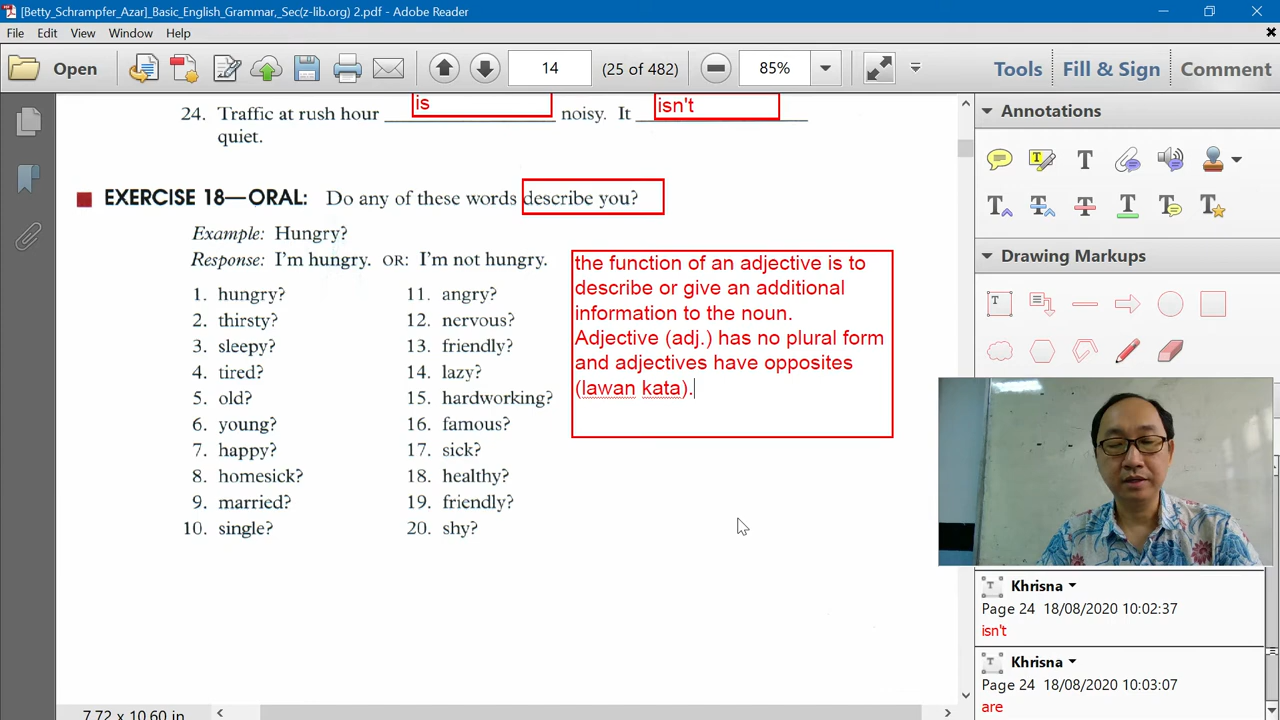 [Betty_Schrampfer_Azar]_Basic_English_Grammar,_Sec(z-lib.org) 2.pdf - Adobe Reader
File Edit View Window Help
Open 14 (25 of 482) 85% Tools Fill & Sign Comment
24. Traffic at rush hour is noisy. It isn't
quiet.
EXERCISE 18—ORAL: Do any of these words describe you?
Example: Hungry?
Response: I'm hungry. OR: I'm not hungry.
1. hungry?
2. thirsty?
3. sleepy?
4. tired?
5. old?
6. young?
7. happy?
8. homesick?
9. married?
10. single?
11. angry?
12. nervous?
13. friendly?
14. lazy?
15. hardworking?
16. famous?
17. sick?
18. healthy?
19. friendly?
20. shy?
the function of an adjective is to
describe or give an additional
information to the noun.
Adjective (adj.) has no plural form
and adjectives have opposites
(lawan kata).
7.72 x 10.60 in
Annotations
Drawing Markups
Khrisna
Page 24 18/08/2020 10:02:37
isn't
Khrisna
Page 24 18/08/2020 10:03:07
are